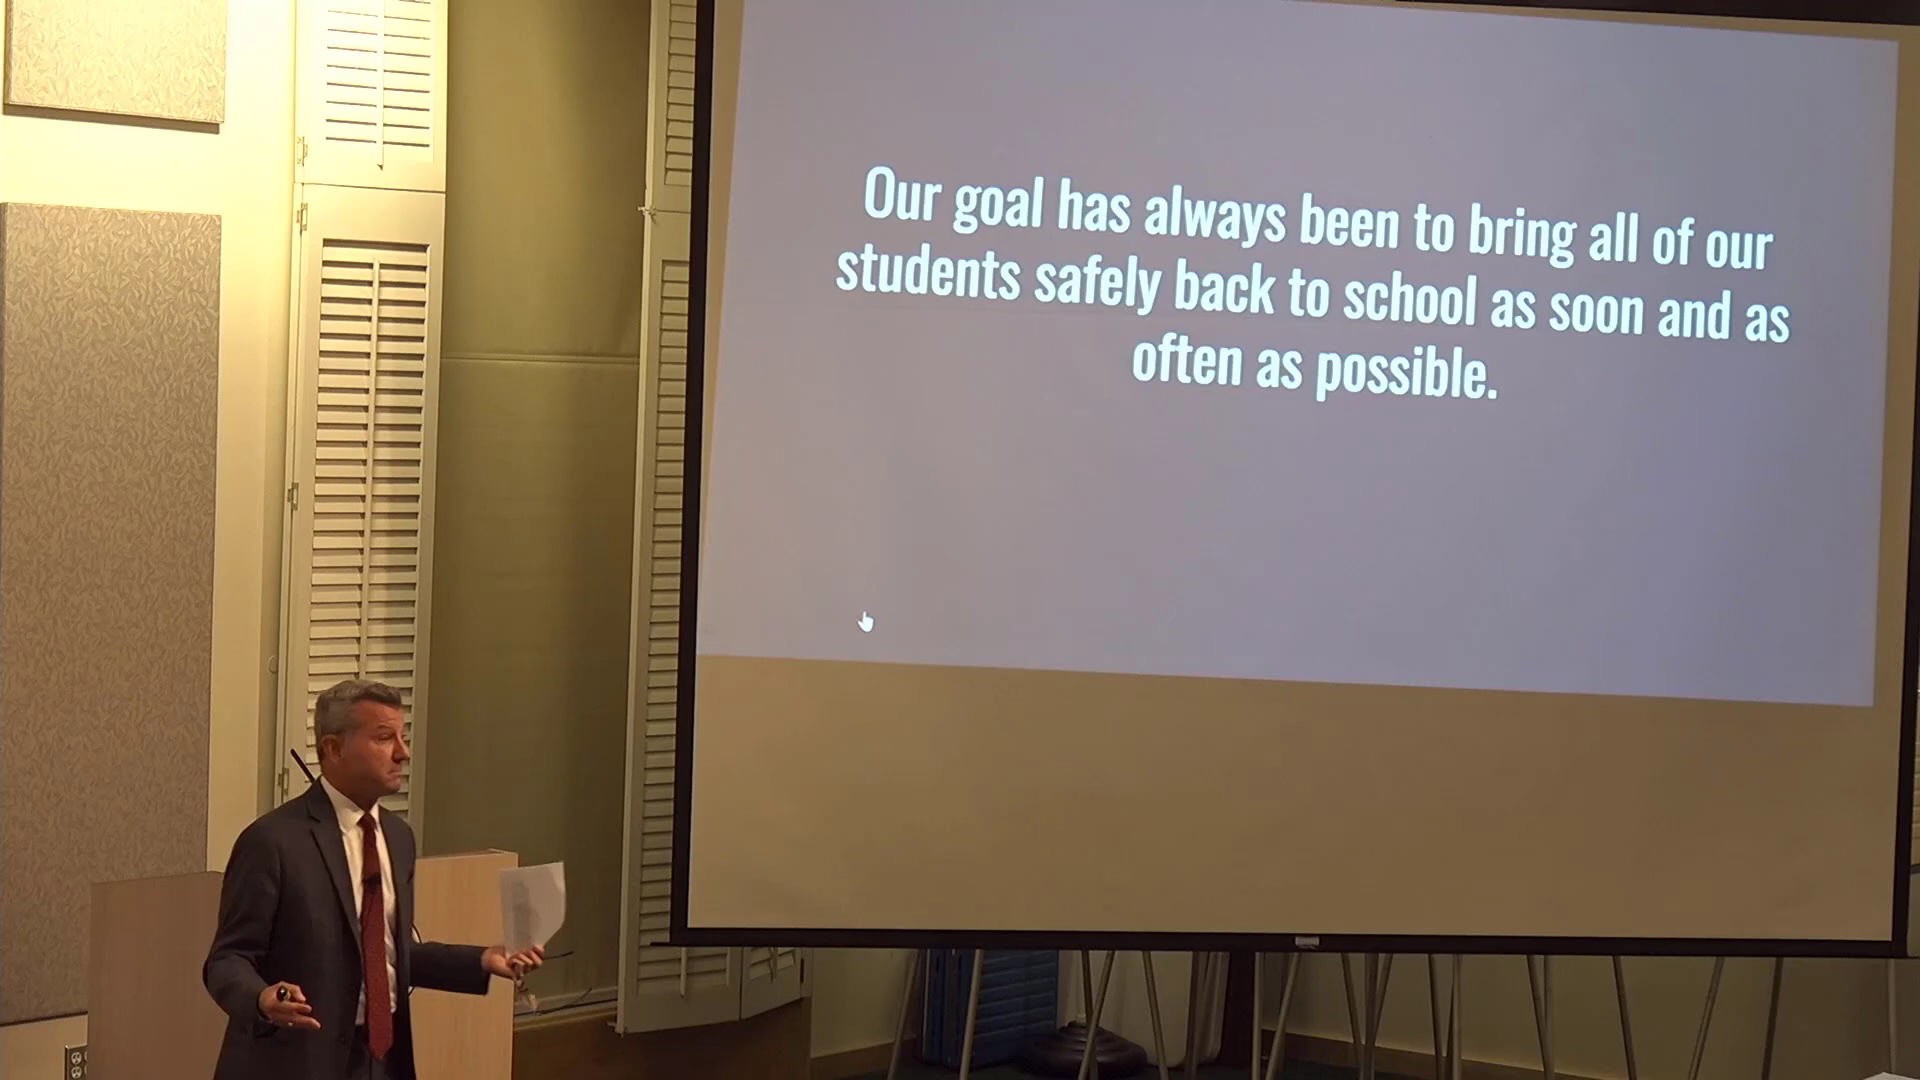 Our goal has always been to bring all of our
students safely back to school as soon and as
often as possible.